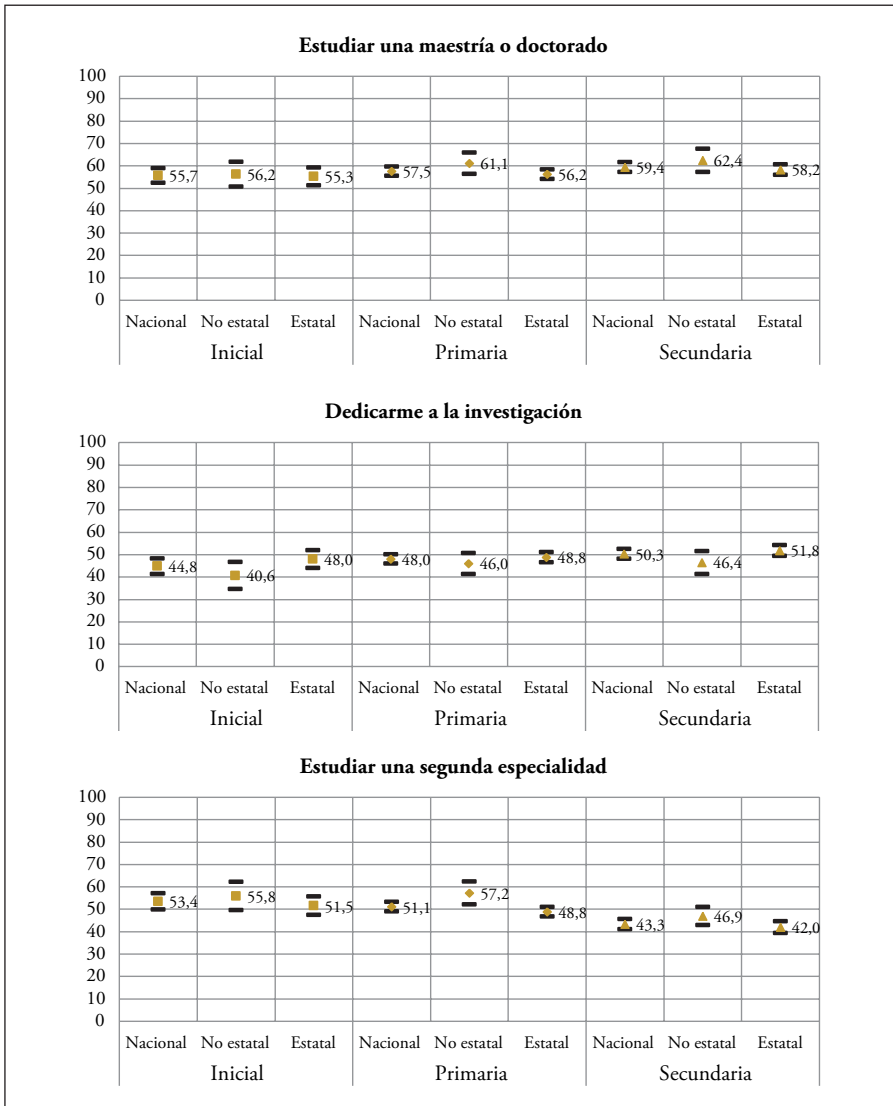 Estudiar una maestría o doctorado
100
90
80
70
60
50
40
30
20
10
0
55,7 56,2 55,3 57,5 61,1 56,2 59,4 62,4 58,2
Nacional No estatal Estatal Nacional No estatal Estatal Nacional No estatal Estatal
Inicial Primaria Secundaria
Dedicarme a la investigación
100
90
80
70
60
50
40
30
20
10
0
44,8 40,6 48,0 48,0 46,0 48,8 50,3 46,4 51,8
Nacional No estatal Estatal Nacional No estatal Estatal Nacional No estatal Estatal
Inicial Primaria Secundaria
Estudiar una segunda especialidad
100
90
80
70
60
50
40
30
20
10
0
53,4 55,8 51,5 51,1 57,2 48,8 43,3 46,9 42,0
Nacional No estatal Estatal Nacional No estatal Estatal Nacional No estatal Estatal
Inicial Primaria Secundaria